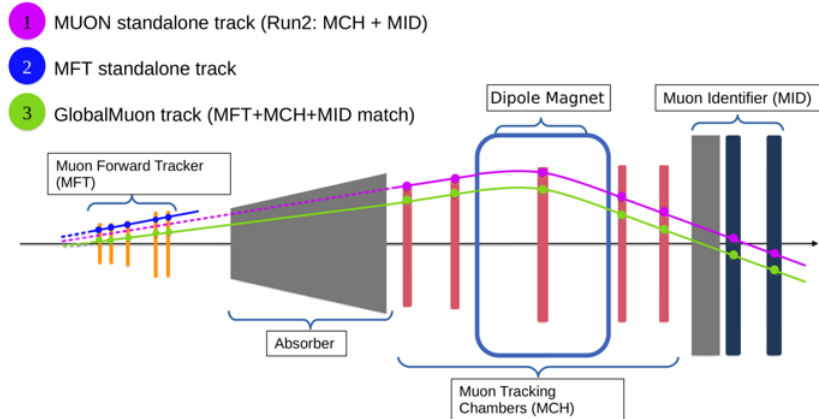 1 MUON standalone track (Run2: MCH + MID)
2 MFT standalone track
3 GlobalMuon track (MFT+MCH+MID match)
Dipole Magnet
Muon Identifier (MID)
Muon Forward Tracker
(MFT)
Absorber
Muon Tracking
Chambers (MCH)